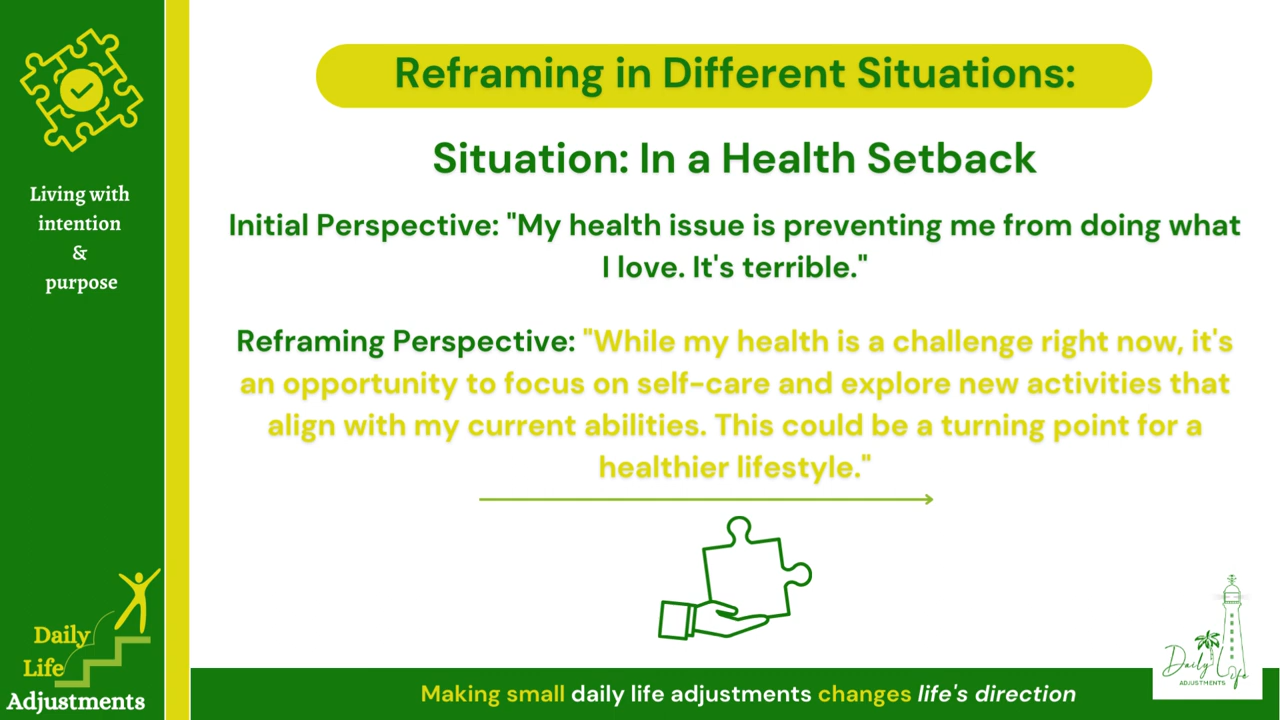 Living with
intention
&
purpose
Daily
Life
Adjustments
Reframing in Different Situations:
Situation: In a Health Setback
Initial Perspective: "My health issue is preventing me from doing what
I love. It's terrible."
Reframing Perspective: "While my health is a challenge right now, it's
an opportunity to focus on self-care and explore new activities that
align with my current abilities. This could be a turning point for a
healthier lifestyle."
Making small daily life adjustments changes life's direction
Daily Life
ADJUSTMENTS